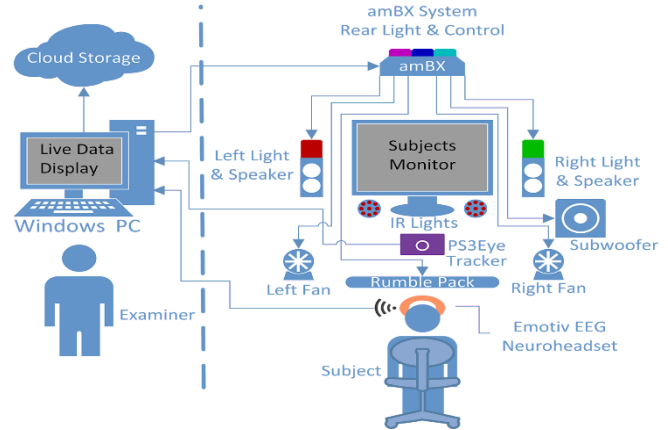 amBX System
Rear Light & Control
Cloud Storage
amBX
Live Data
Display
Left Light
& Speaker
Subjects
Monitor
Right Light
& Speaker
Windows PC
IR Lights
PS3Eye
Tracker
Subwoofer
Left Fan
Rumble Pack
Right Fan
Examiner
Emotiv EEG
Neuroheadset
Subject